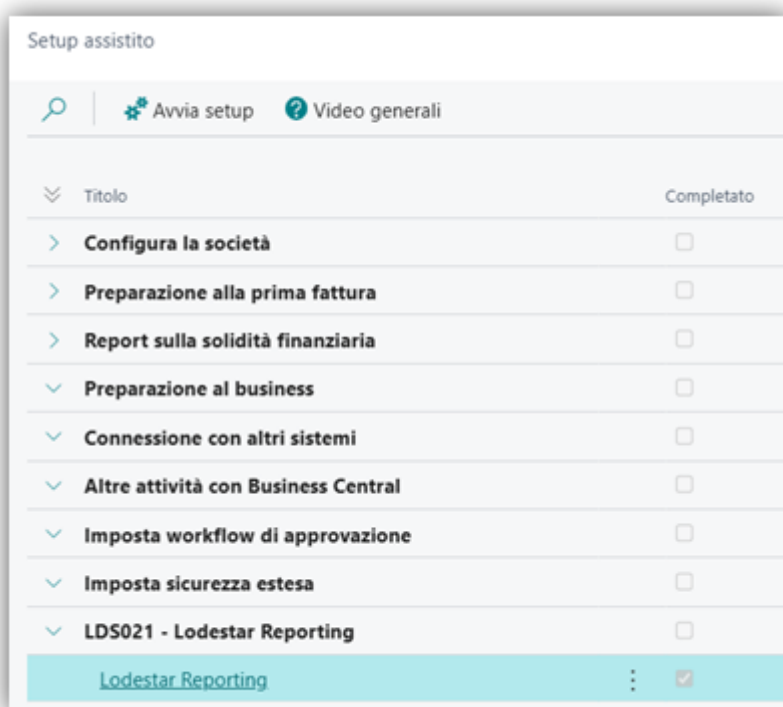 Setup assistito
Avvia setup ? Video generali
Titolo Completato
Configura la società
Preparazione alla prima fattura
Report sulla solidità finanziaria
Preparazione al business
Connessione con altri sistemi
Altre attività con Business Central
Imposta workflow di approvazione
Imposta sicurezza estesa
LDS021 - Lodestar Reporting
Lodestar Reporting